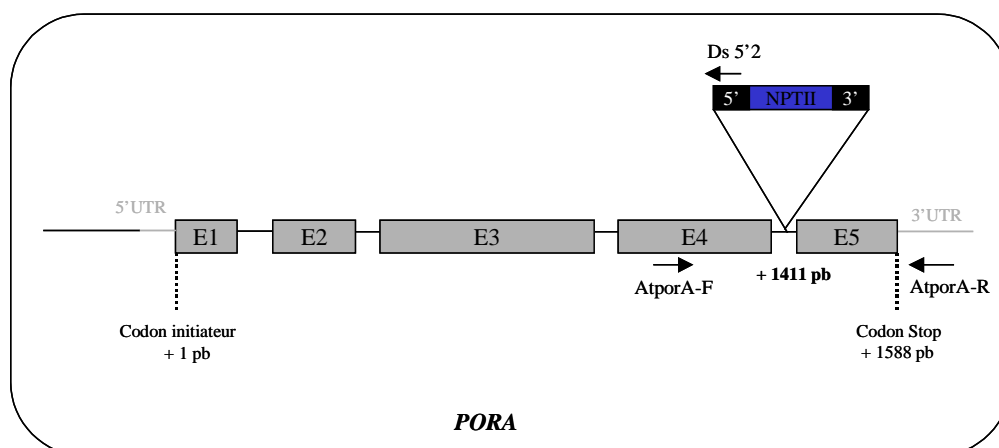 Ds 5'2
5' NPTII 3'
5'UTR
3'UTR
E1 E2 E3 E4 E5
AtporA-F
+ 1411 pb
AtporA-R
Codon initiateur
+ 1 pb
Codon Stop
+ 1588 pb
PORA